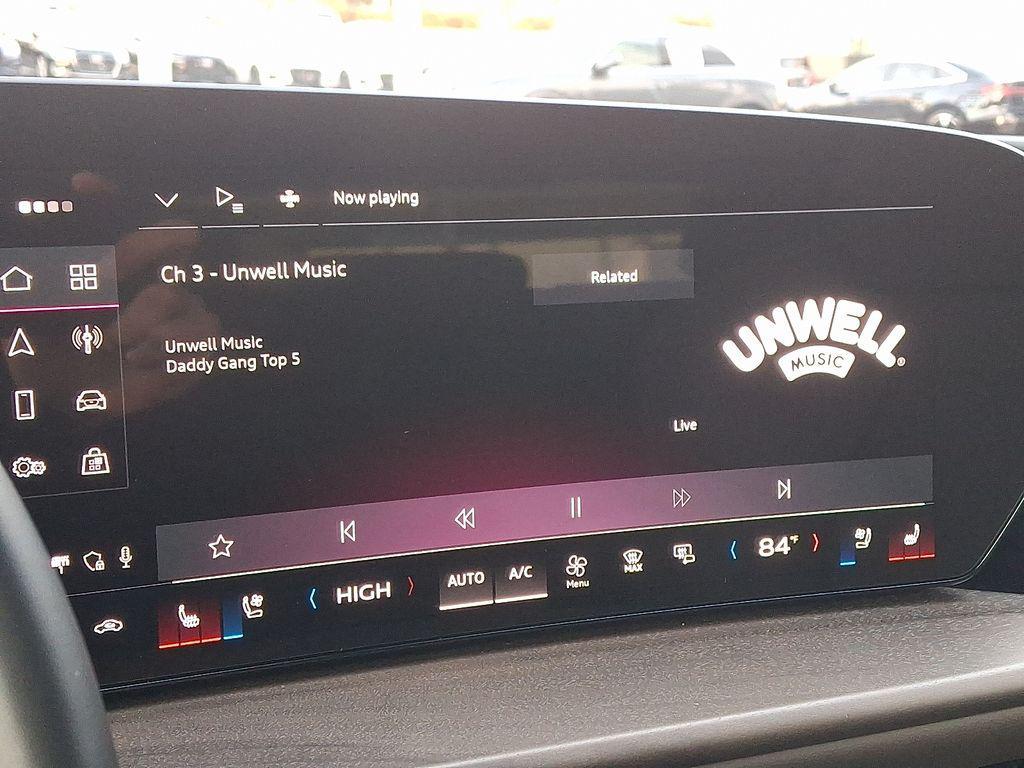 Now playing
Ch 3 - Unwell Music
Related
Unwell Music
Daddy Gang Top 5
UNWELL
MUSIC
®
Live
HIGH
AUTO
A/C
Menu
MAX
84°F